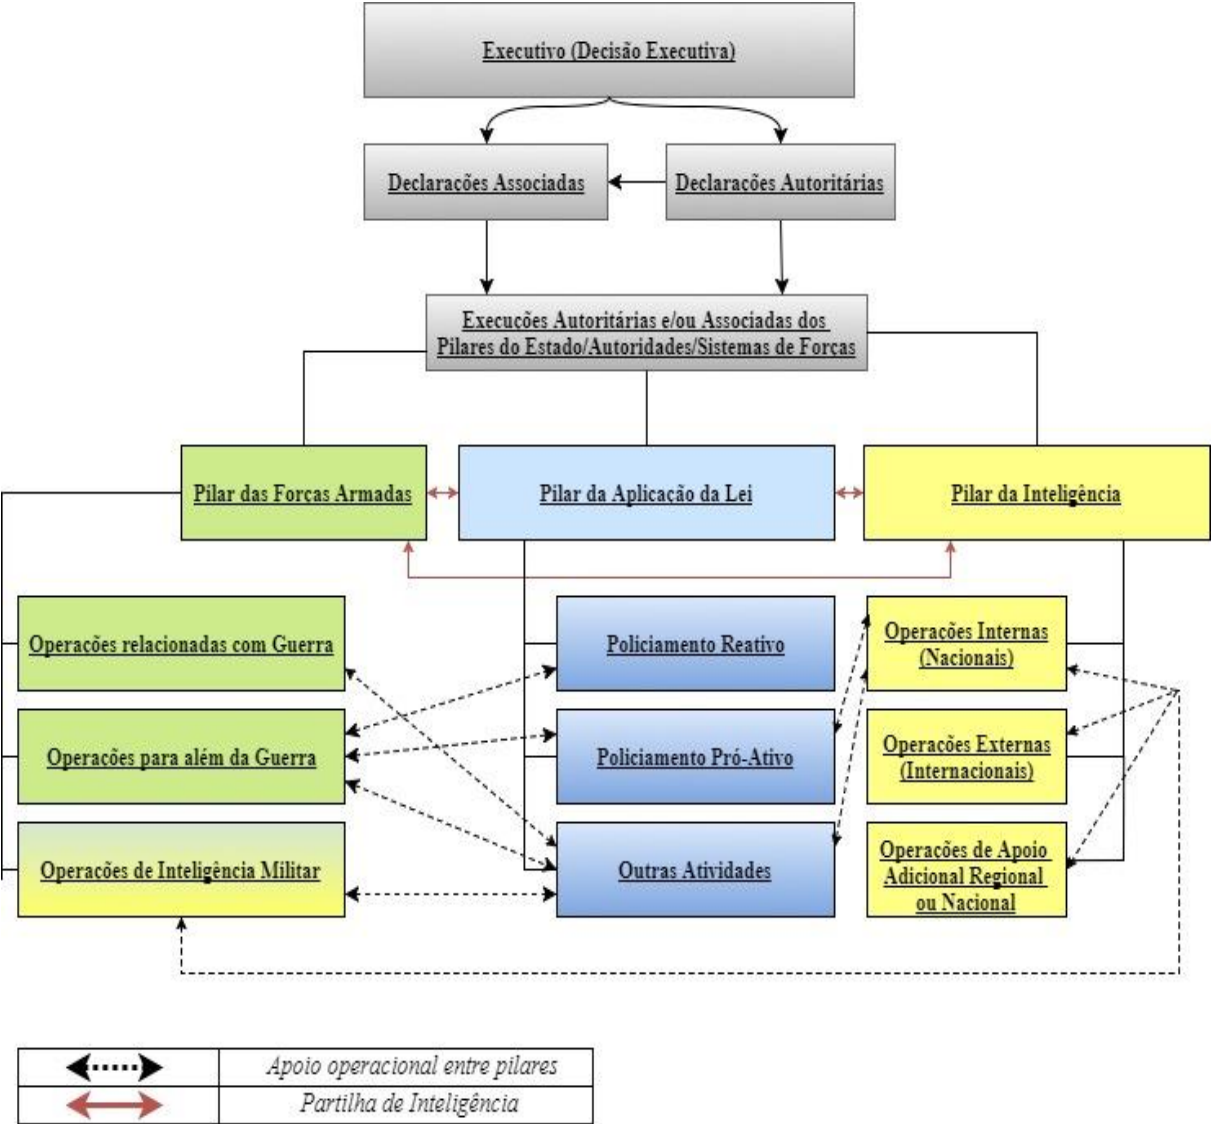 Executivo (Decisão Executiva)
Declarações Associadas
Declarações Autoritárias
Execuções Autoritárias e/ou Associadas dos
Pilares do Estado/Autoridades/Sistemas de Forças
Pilar das Forças Armadas
Pilar da Aplicação da Lei
Pilar da Inteligência
Operações relacionadas com Guerra
Policiamento Reativo
Operações Internas
(Nacionais)
Operações para além da Guerra
Policiamento Pró-Ativo
Operações Externas
(Internacionais)
Operações de Inteligência Militar
Outras Atividades
Operações de Apoio
Adicional Regional
ou Nacional
Apoio operacional entre pilares
Partilha de Inteligência